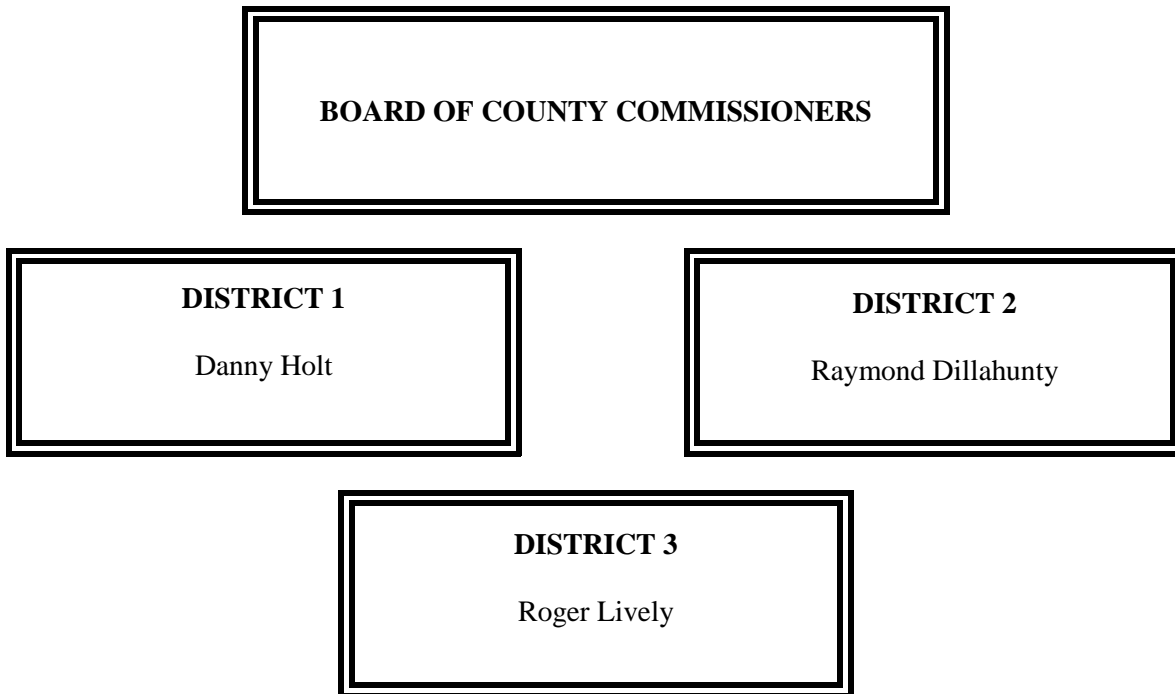 BOARD OF COUNTY COMMISSIONERS
DISTRICT 1
Danny Holt
DISTRICT 2
Raymond Dillahunty
DISTRICT 3
Roger Lively